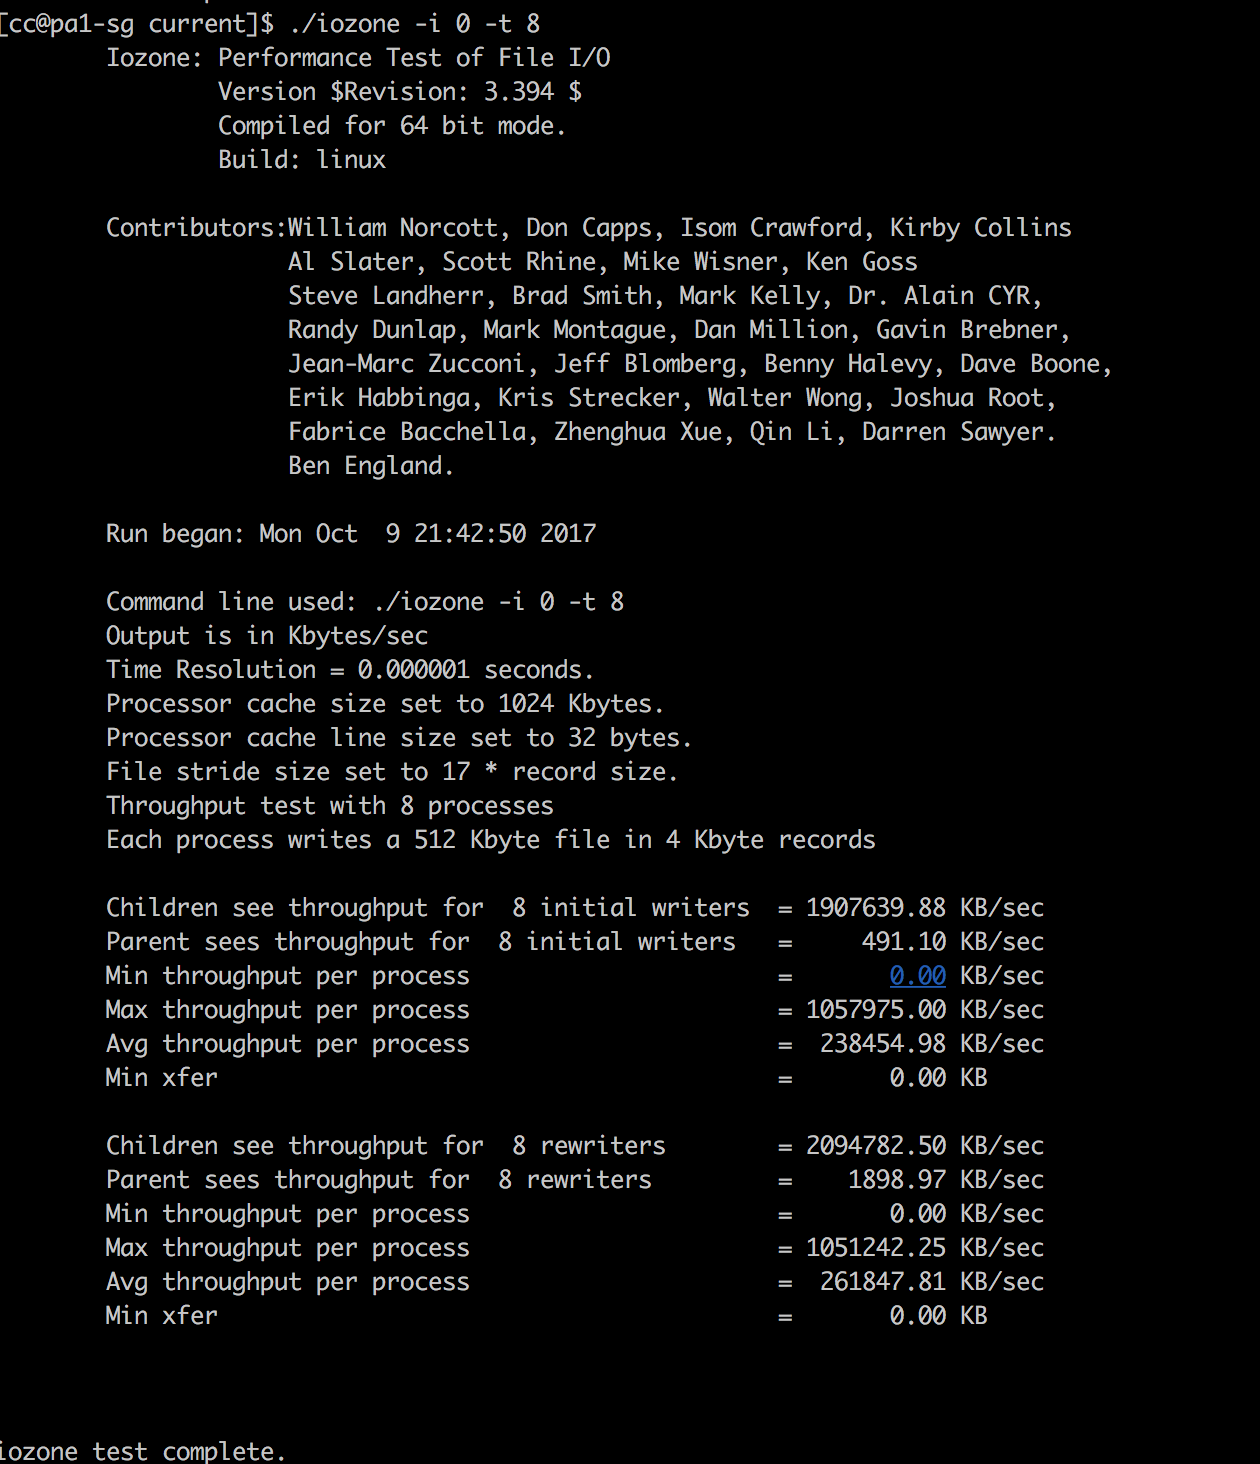 [cc@pa1-sg current]$ ./iozone -i 0 -t 8
Iozone: Performance Test of File I/O
Version $Revision: 3.394 $
Compiled for 64 bit mode.
Build: linux
Contributors:William Norcott, Don Capps, Isom Crawford, Kirby Collins
Al Slater, Scott Rhine, Mike Wisner, Ken Goss
Steve Landherr, Brad Smith, Mark Kelly, Dr. Alain CYR,
Randy Dunlap, Mark Montague, Dan Million, Gavin Brebner,
Jean-Marc Zucconi, Jeff Blomberg, Benny Halevy, Dave Boone,
Erik Habbinga, Kris Strecker, Walter Wong, Joshua Root,
Fabrice Bacchella, Zhenghua Xue, Qin Li, Darren Sawyer.
Ben England.
Run began: Mon Oct  9 21:42:50 2017
Command line used: ./iozone -i 0 -t 8
Output is in Kbytes/sec
Time Resolution = 0.000001 seconds.
Processor cache size set to 1024 Kbytes.
Processor cache line size set to 32 bytes.
File stride size set to 17 * record size.
Throughput test with 8 processes
Each process writes a 512 Kbyte file in 4 Kbyte records
Children see throughput for  8 initial writers  = 1907639.88 KB/sec
Parent sees throughput for  8 initial writers   =     491.10 KB/sec
Min throughput per process                      =       0.00 KB/sec
Max throughput per process                      = 1057975.00 KB/sec
Avg throughput per process                      =  238454.98 KB/sec
Min xfer                                        =       0.00 KB
Children see throughput for  8 rewriters        = 2094782.50 KB/sec
Parent sees throughput for  8 rewriters         =    1898.97 KB/sec
Min throughput per process                      =       0.00 KB/sec
Max throughput per process                      = 1051242.25 KB/sec
Avg throughput per process                      =  261847.81 KB/sec
Min xfer                                        =       0.00 KB
iozone test complete.